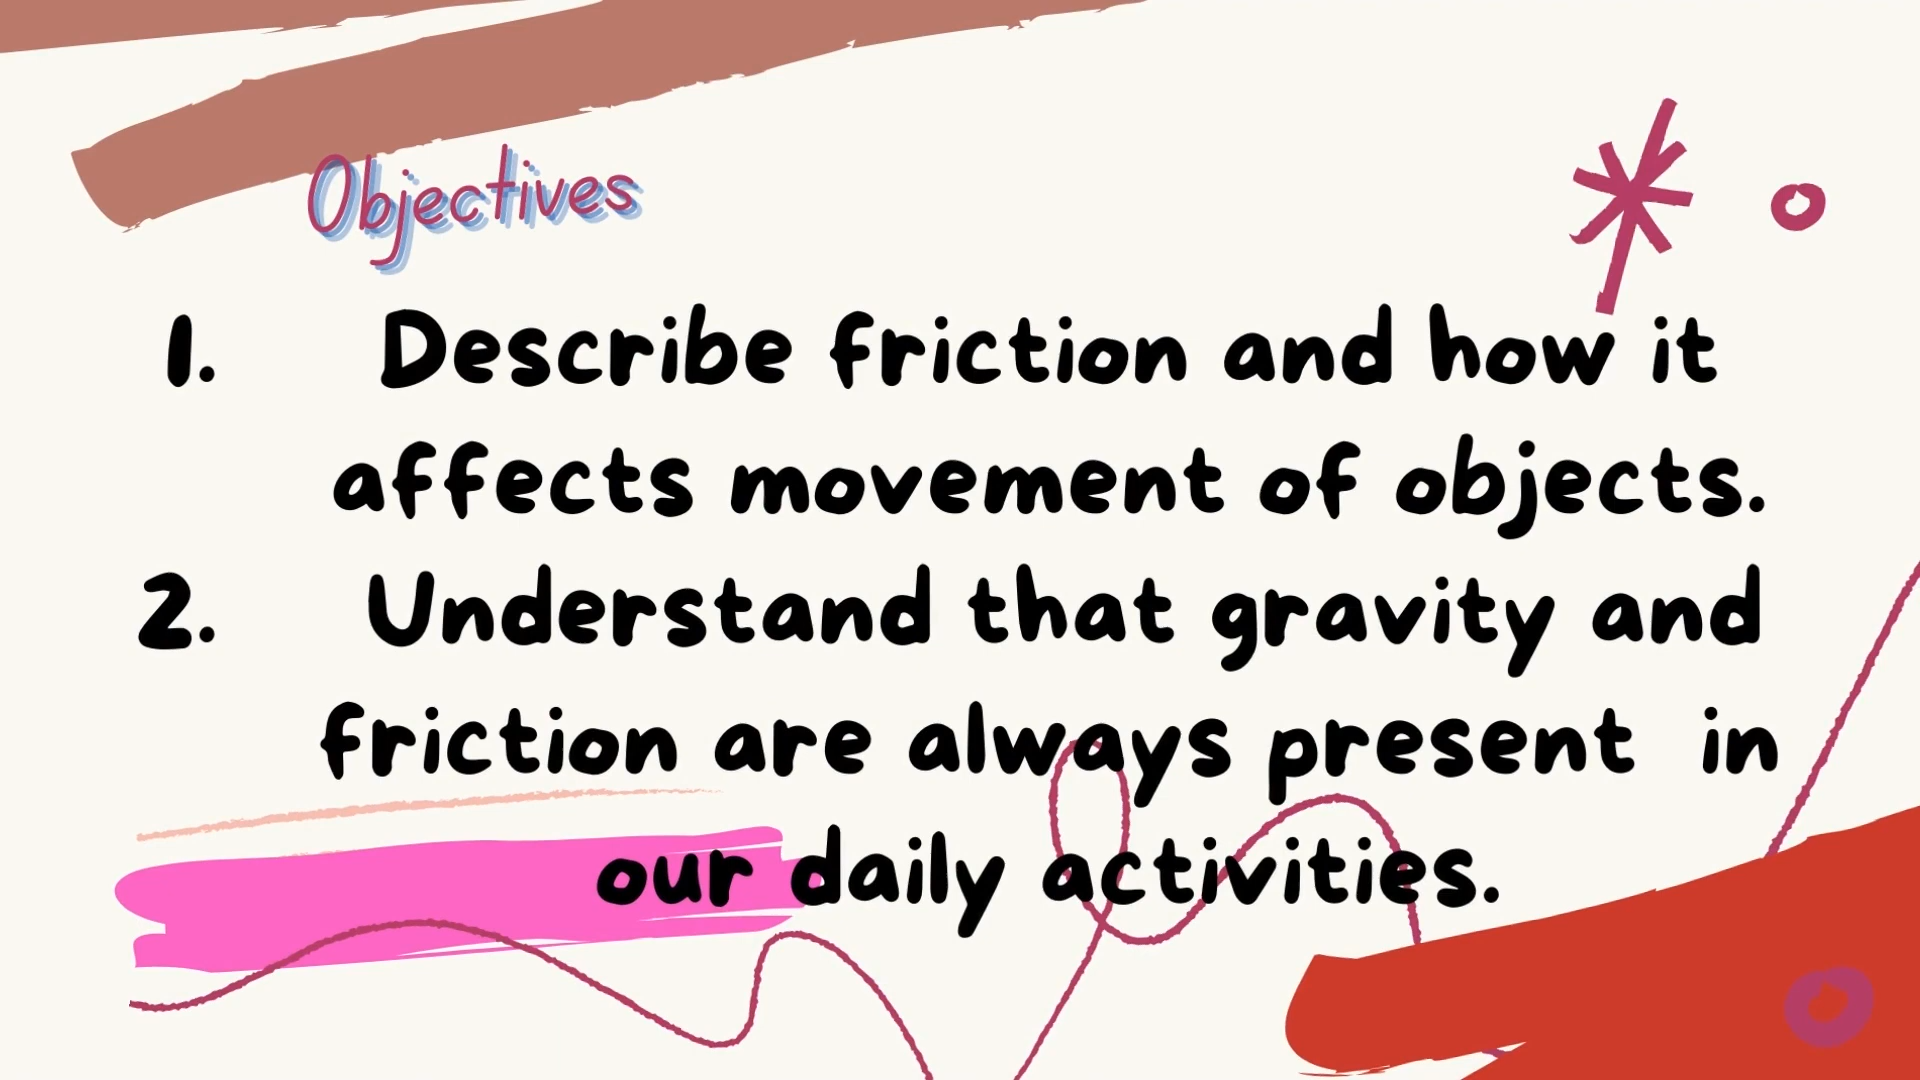 Objectives
1. Describe friction and how it
affects movement of objects.
2. Understand that gravity and
friction are always present  in
our daily activities.